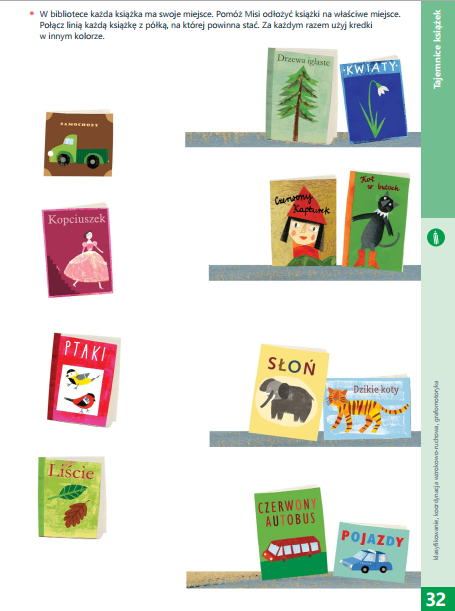 * W bibliotece każda książka ma swoje miejsce. Pomóż Misi odłożyć książki na właściwe miejsce.
Połącz linią każdą książkę z półką, na której powinna stać. Za każdym razem użyj kredki
w innym kolorze.
Tajemnice książek
Drzewa iglaste
KWIATY
SAMOCHODY
Czerwony
Kapturek
Kot
w butach
Kopciuszek
PTAKI
SŁOŃ
Dzikie koty
klasyfikowanie, koordynacja wzrokowo-ruchowa, grafomotoryka
Liście
CZERWONY
AUTOBUS
POJAZDY
32